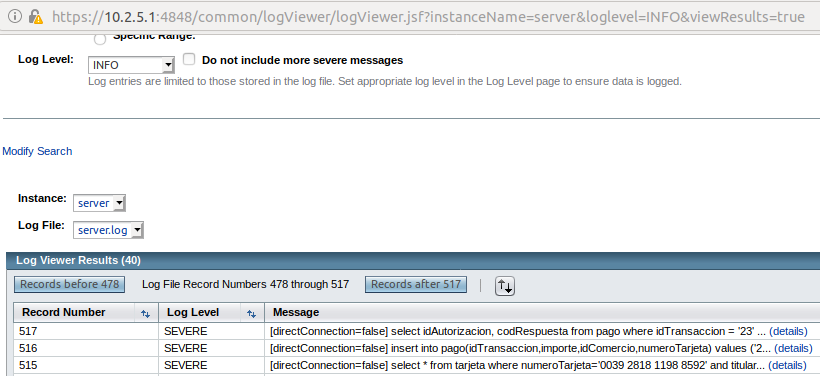 https://10.2.5.1:4848/common/logViewer/logViewer.jsf?instanceName=server&loglevel=INFO&viewResults=true
Specific Range:
Log Level: INFO Do not include more severe messages
Log entries are limited to those stored in the log file. Set appropriate log level in the Log Level page to ensure data is logged.
Modify Search
Instance: server
Log File: server.log
Log Viewer Results (40)
Records before 478 Log File Record Numbers 478 through 517 Records after 517
Record Number Log Level Message
517 SEVERE [directConnection=false] select idAutorizacion, codRespuesta from pago where idTransaccion = '23' ... (details)
516 SEVERE [directConnection=false] insert into pago(idTransaccion,importe,idComercio,numeroTarjeta) values ('2... (details)
515 SEVERE [directConnection=false] select * from tarjeta where numeroTarjeta='0039 2818 1198 8592' and titular... (details)